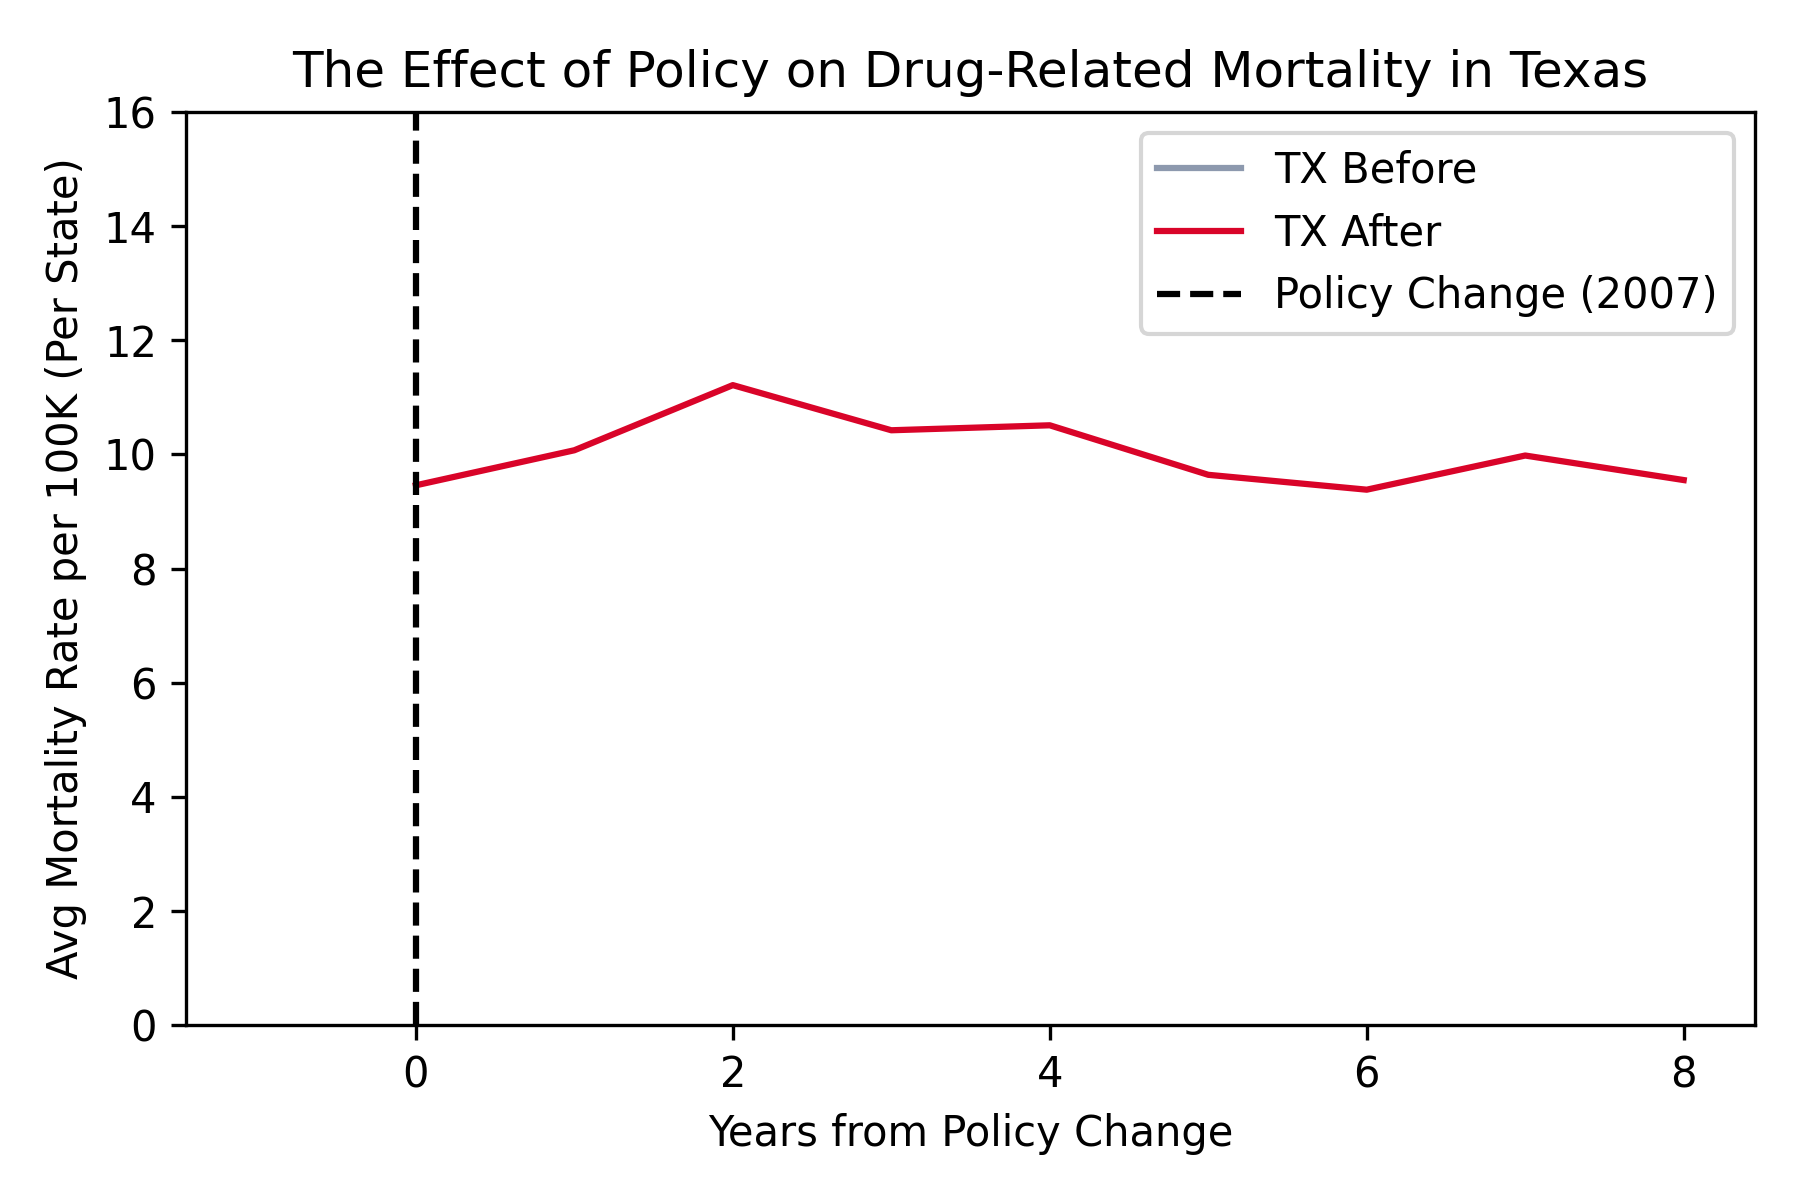 The Effect of Policy on Drug-Related Mortality in Texas
Avg Mortality Rate per 100K (Per State)
16
14
12
10
8
6
4
2
0
TX Before
TX After
Policy Change (2007)
0 2 4 6 8
Years from Policy Change